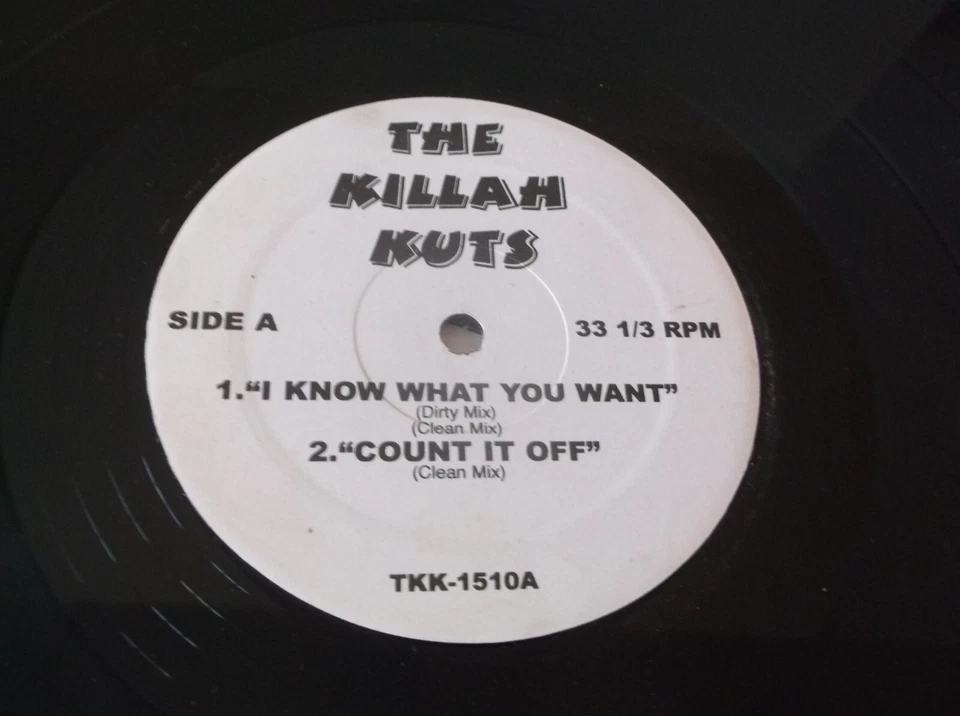 THE
KILLAH
KUTS
SIDE A
33 1/3 RPM
1.“I KNOW WHAT YOU WANT”
(Dirty Mix)
(Clean Mix)
2.“COUNT IT OFF”
(Clean Mix)
TKK-1510A